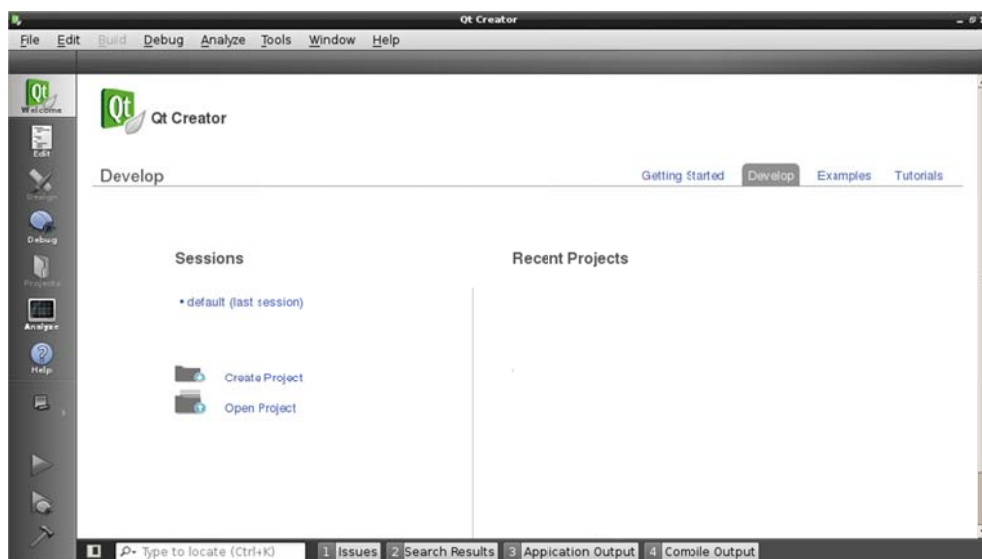 Qt Creator
File Edit Build Debug Analyze Tools Window Help
Qt
Welcome
Edit
Design
Debug
Projects
Analyze
Help
Qt Qt Creator
Develop
Getting Started Develop Examples Tutorials
Sessions
• default (last session)
Create Project
Open Project
Recent Projects
Type to locate (Ctrl+K) 1 Issues 2 Search Results 3 Appication Output 4 Compile Output